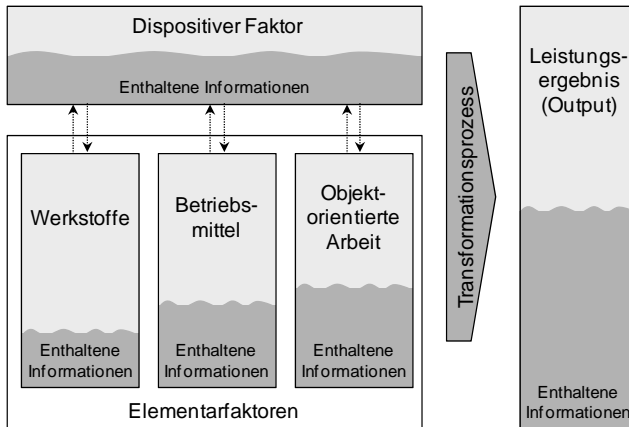 Dispositiver Faktor
Enthaltene Informationen
Werkstoffe
Enthaltene
Informationen
Betriebs-
mittel
Enthaltene
Informationen
Objekt-
orientierte
Arbeit
Enthaltene
Informationen
Elementarfaktoren
Transformationsprozess
Leistungs-
ergebnis
(Output)
Enthaltene
Informationen